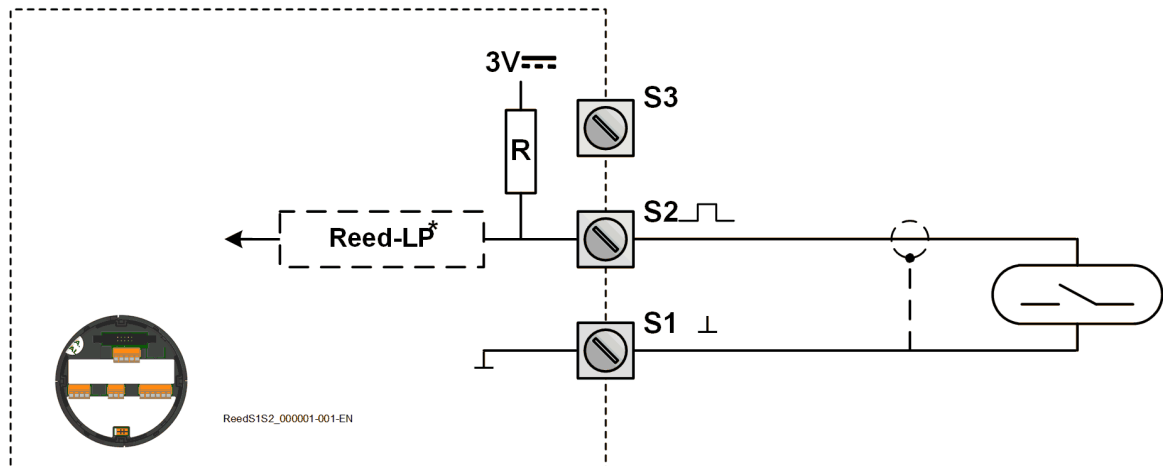 3V
S3
R
S2
Reed-LP*
S1
ReedS1S2_000001-001-EN